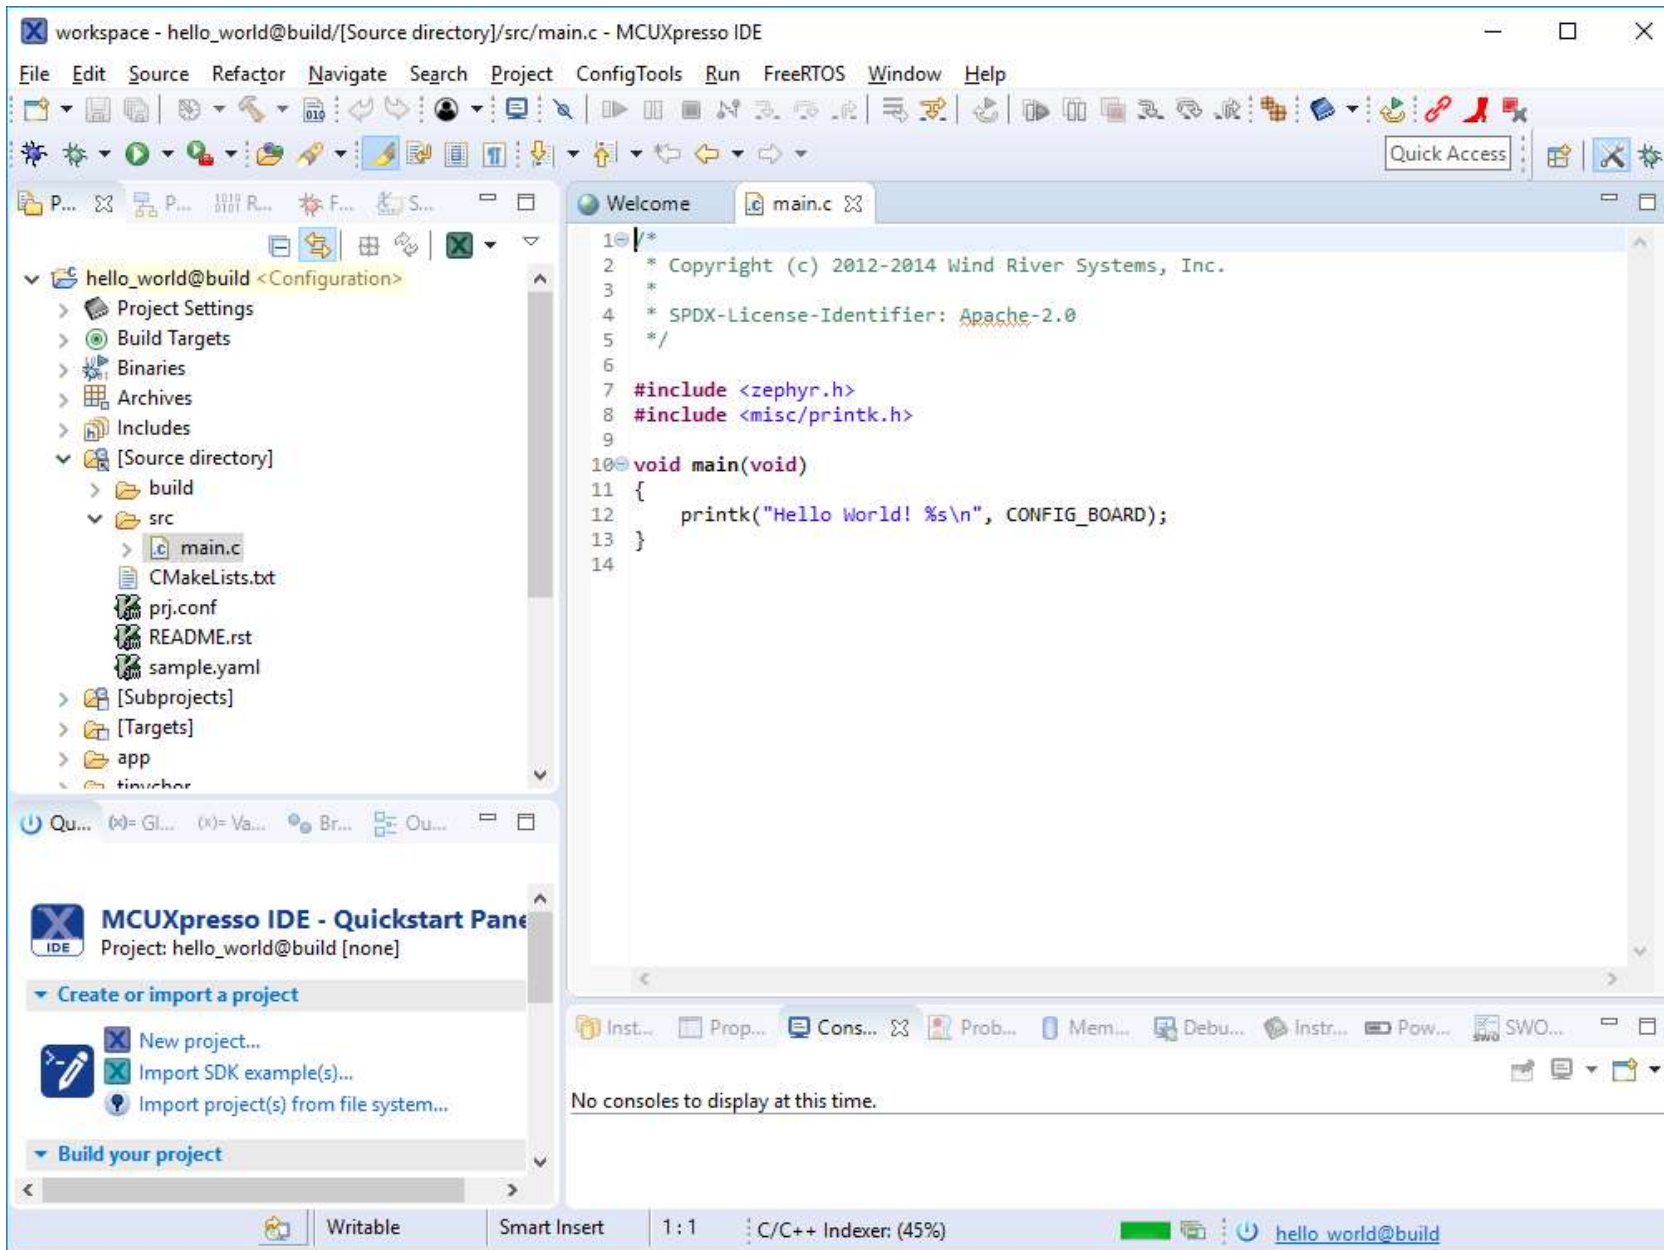 workspace - hello_world@build/[Source directory]/src/main.c - MCUXpresso IDE
File Edit Source Refactor Navigate Search Project ConfigTools Run FreeRTOS Window Help
Quick Access
P... P... R... F... S...
hello_world@build <Configuration>
Project Settings
Build Targets
Binaries
Archives
Includes
[Source directory]
build
src
main.c
CMakeLists.txt
prj.conf
README.rst
sample.yaml
[Subprojects]
[Targets]
app
Welcome main.c
1 /*
2 * Copyright (c) 2012-2014 Wind River Systems, Inc.
3 *
4 * SPDX-License-Identifier: Apache-2.0
5 */
6
7 #include <zephyr.h>
8 #include <misc/printk.h>
9
10 void main(void)
11 {
12 printk("Hello World! %s\n", CONFIG_BOARD);
13 }
14
Qu... (x)= Gl... (x)= Va... Br... Ou...
IDE
MCUXpresso IDE - Quickstart Pane
Project: hello_world@build [none]
Create or import a project
New project...
Import SDK example(s)...
Import project(s) from file system...
Build your project
Inst... Prop... Cons... Prob... Mem... Debu... Instr... Pow... SWO...
No consoles to display at this time.
Writable Smart Insert 1 : 1 C/C++ Indexer: (45%) hello_world@build